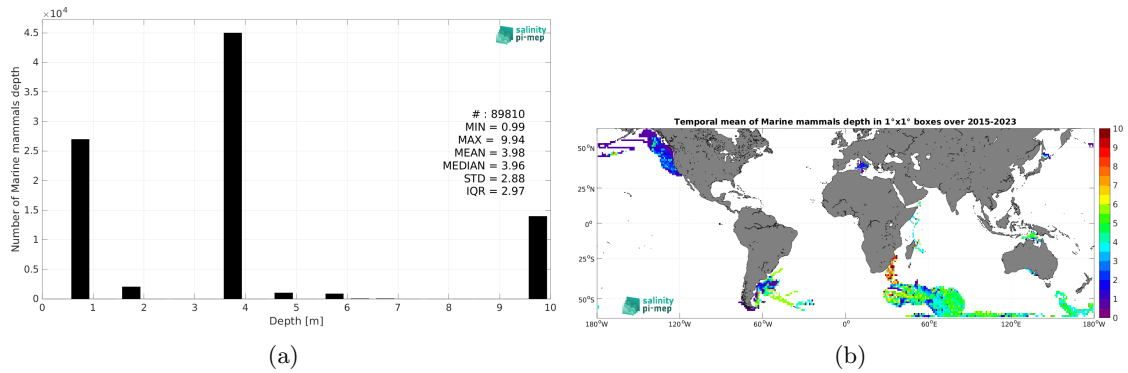 ×10⁴
4.5
4
3.5
3
2.5
2
1.5
1
0.5
0
Number of Marine mammals depth
salinity
pi-mep
# : 89810
MIN = 0.99
MAX = 9.94
MEAN = 3.98
MEDIAN = 3.96
STD = 2.88
IQR = 2.97
0 1 2 3 4 5 6 7 8 9 10
Depth [m]
(a)
Temporal mean of Marine mammals depth in 1°x1° boxes over 2015-2023
50°N
25°N
0°
25°S
50°S
salinity
pi-mep
180°W 120°W 60°W 0° 60°E 120°E 180°W
10
9
8
7
6
5
4
3
2
1
0
(b)